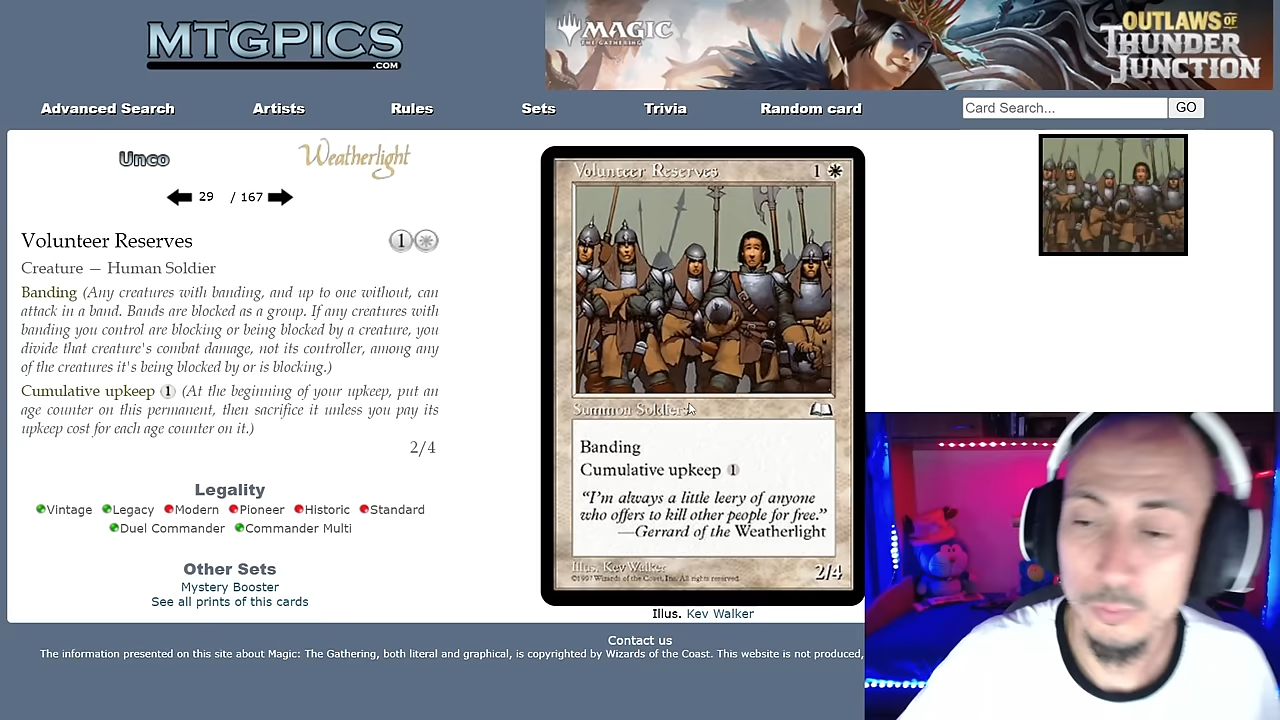 MTGPICS
.COM
MAGIC
THE GATHERING
OUTLAWS OF
THUNDER
JUNCTION
Advanced Search
Artists
Rules
Sets
Trivia
Random card
Card Search...
GO
Unco
Weatherlight
29 / 167
Volunteer Reserves
1
Creature — Human Soldier
Banding (Any creatures with banding, and up to one without, can
attack in a band. Bands are blocked as a group. If any creatures with
banding you control are blocking or being blocked by a creature, you
divide that creature's combat damage, not its controller, among any
of the creatures it's being blocked by or is blocking.)
Cumulative upkeep 1 (At the beginning of your upkeep, put an
age counter on this permanent, then sacrifice it unless you pay its
upkeep cost for each age counter on it.)
2/4
Legality
Vintage Legacy Modern Pioneer Historic Standard
Duel Commander Commander Multi
Other Sets
Mystery Booster
See all prints of this cards
Volunteer Reserves 1
Summon Soldiers
Banding
Cumulative upkeep 1
“I'm always a little leery of anyone
who offers to kill other people for free.”
—Gerrard of the Weatherlight
Illus. Kev Walker
©1997 Wizards of the Coast, Inc. All rights reserved.
2/4
Illus. Kev Walker
Contact us
The information presented on this site about Magic: The Gathering, both literal and graphical, is copyrighted by Wizards of the Coast. This website is not produced,